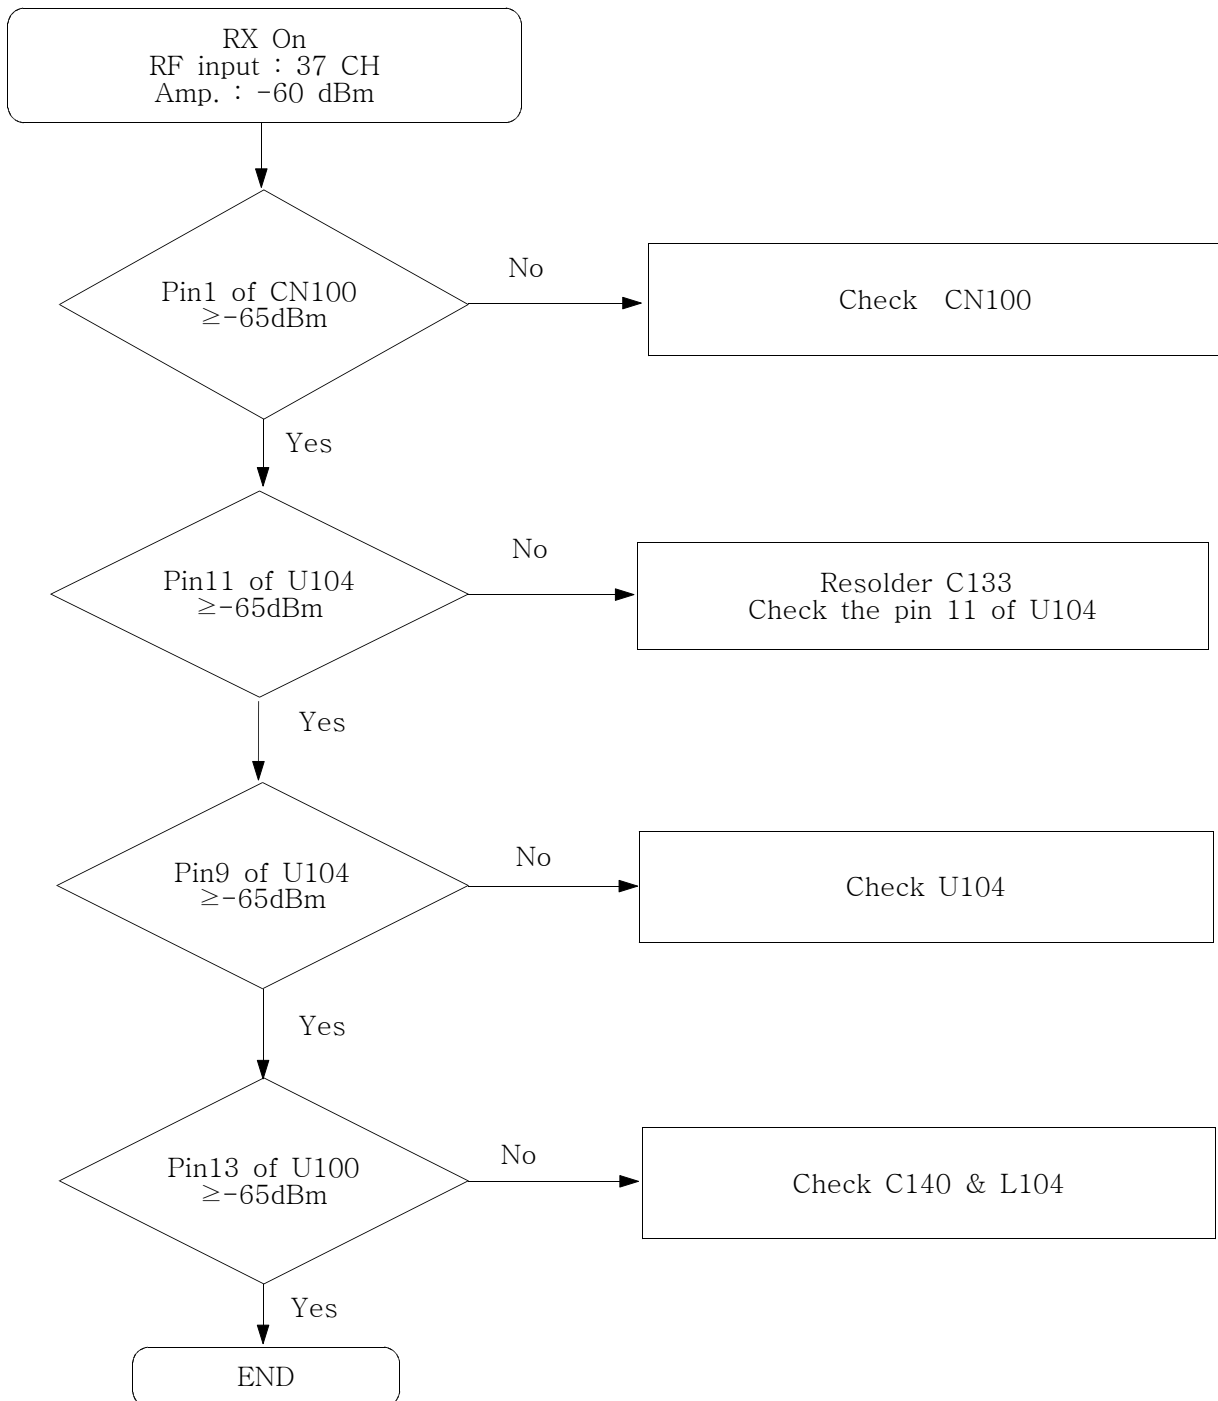 RX On
RF input : 37 CH
Amp. : -60 dBm
Pin1 of CN100
≥-65dBm
No
Check CN100
Yes
Pin11 of U104
≥-65dBm
No
Resolder C133
Check the pin 11 of U104
Yes
Pin9 of U104
≥-65dBm
No
Check U104
Yes
Pin13 of U100
≥-65dBm
No
Check C140 & L104
Yes
END